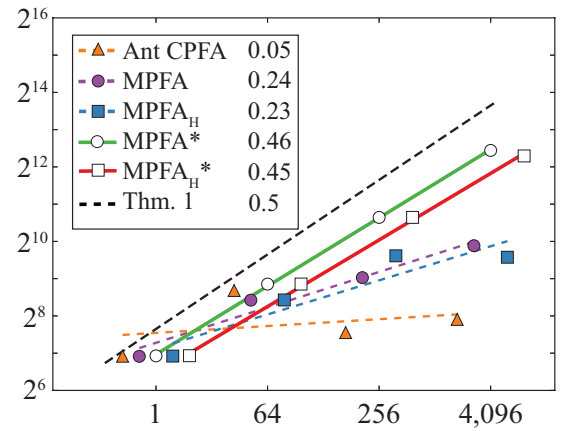 2^16
2^14
2^12
2^10
2^8
2^6
Ant CPFA 0.05
MPFA 0.24
MPFA_H 0.23
MPFA* 0.46
MPFA_H* 0.45
Thm. 1 0.5
1 64 256 4,096